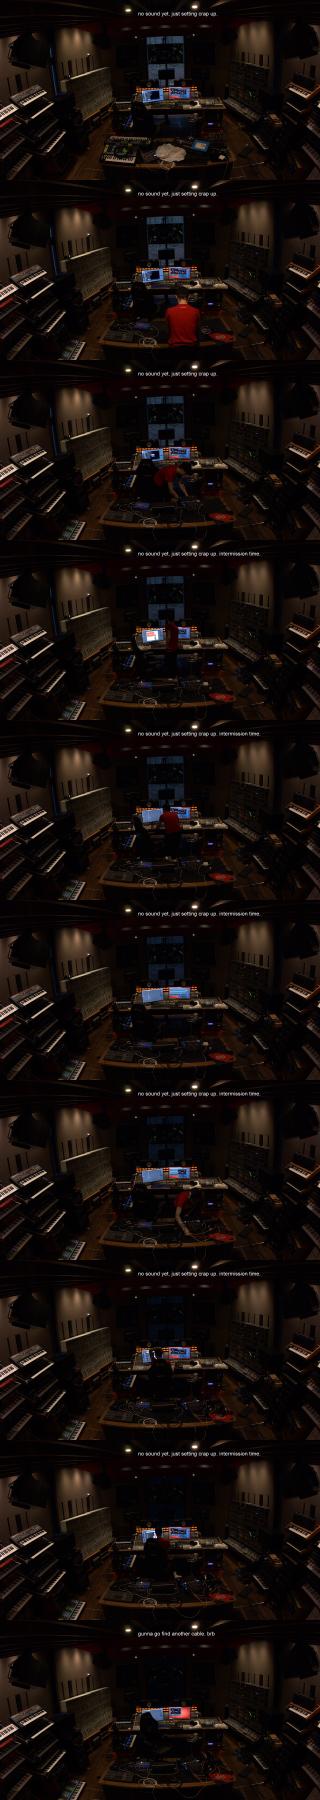 no sound yet, just setting crap up.
no sound yet, just setting crap up.
no sound yet, just setting crap up.
no sound yet, just setting crap up. intermission time.
no sound yet, just setting crap up. intermission time.
no sound yet, just setting crap up. intermission time.
no sound yet, just setting crap up. intermission time.
no sound yet, just setting crap up. intermission time.
no sound yet, just setting crap up. intermission time.
gunna go find another cable. brb